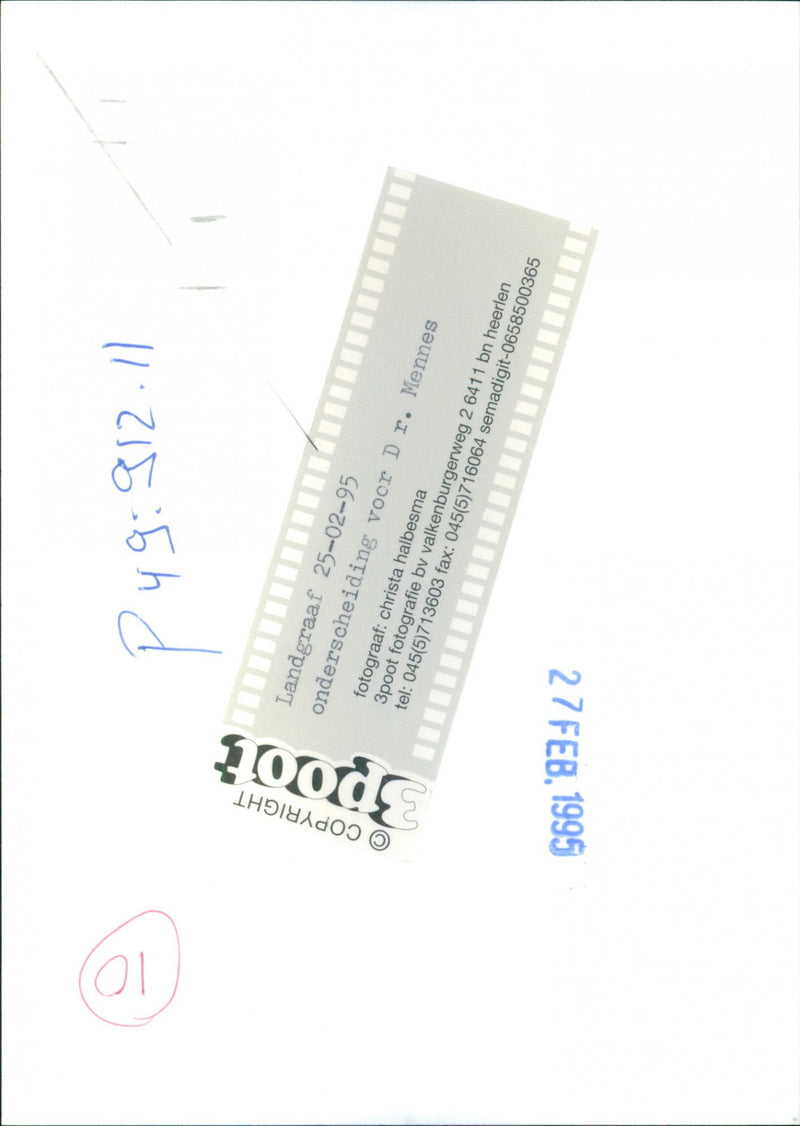 P 49:912.11
Landgraaf 25-02-95
onderscheiding voor D r. Mennes
fotograaf: christa halbesma
3poot fotografie bv valkenburgerweg 2 6411 bn heerlen
tel: 045(5)713603 fax: 045(5)716064 semadigit-0658500365
3poot
© COPYRIGHT
27 FEB. 1995
01